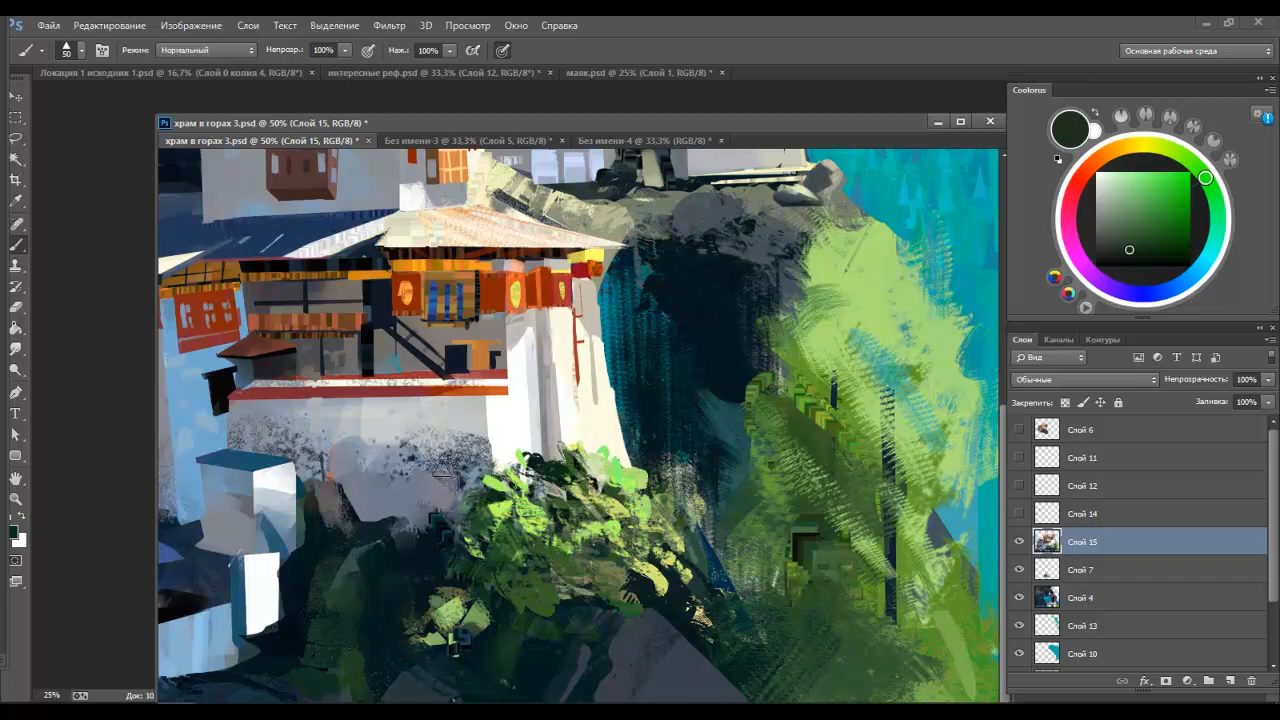 Ps Файл Редактирование Изображение Слои Текст Выделение Фильтр 3D Просмотр Окно Справка
50 Режим: Нормальный Непрозр.: 100% Наж.: 100% Основная рабочая среда
Локация 1 исходник 1.psd @ 16,7% (Слой 0 копия 4, RGB/8*) * × интересные реф.psd @ 33,3% (Слой 12, RGB/8*) * × маяк.psd @ 25% (Слой 1, RGB/8*) * ×
Coolorus
Ps храм в горах 3.psd @ 50% (Слой 15, RGB/8) *
храм в горах 3.psd @ 50% (Слой 15, RGB/8) * × Без имени-3 @ 33,3% (Слой 5, RGB/8) * × Без имени-4 @ 33,3% (Слой 7, RGB/8) * ×
Слои Каналы Контуры
Вид
Обычные Непрозрачность: 100%
Закрепить: Заливка: 100%
Слой 6
Слой 11
Слой 12
Слой 14
Слой 15
Слой 7
Слой 4
Слой 13
Слой 10
25% Док: 10
fx